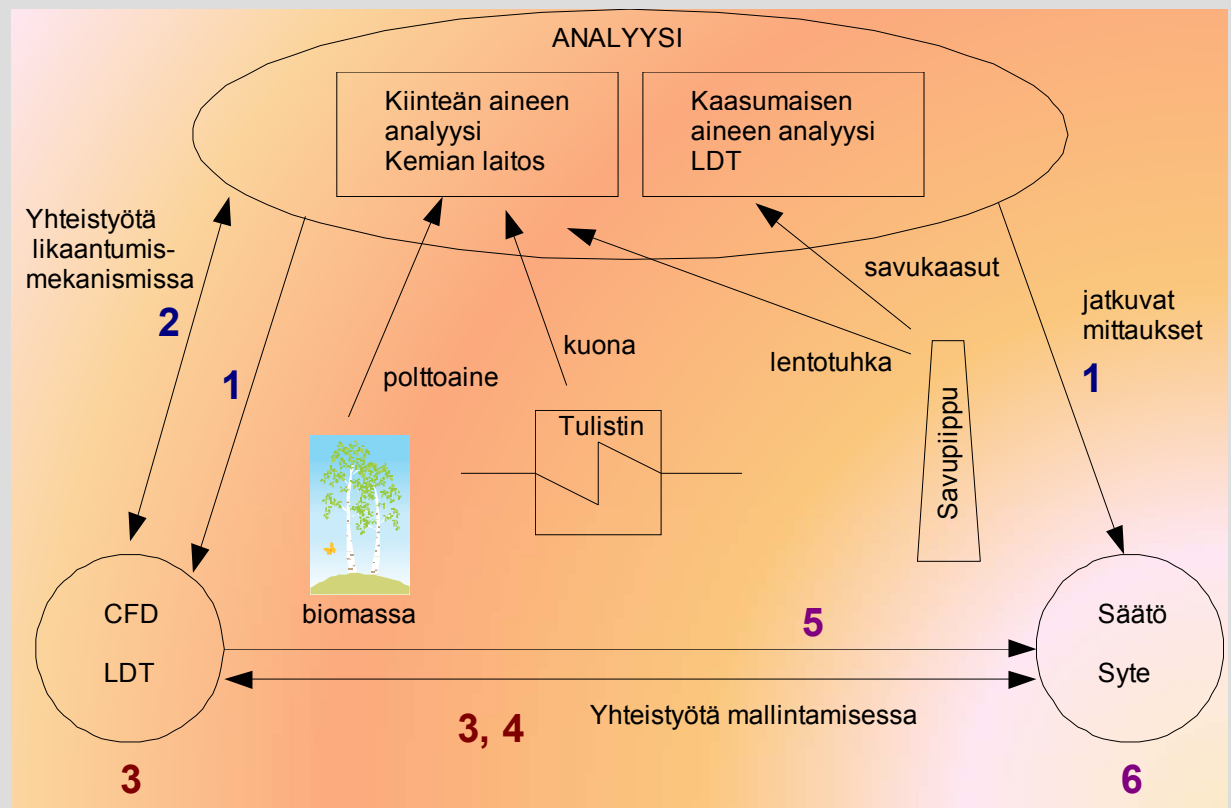 ANALYYSI
Kiinteän aineen
analyysi
Kemian laitos
Kaasumaisen
aineen analyysi
LDT
Yhteistyötä
likaantumis-
mekanismissa
2
1
polttoaine
kuona
savukaasut
lentotuhka
jatkuvat
mittaukset
1
Tulistin
Savupiippu
biomassa
CFD
LDT
3
5
Yhteistyötä mallintamisessa
3, 4
Säätö
Syte
6